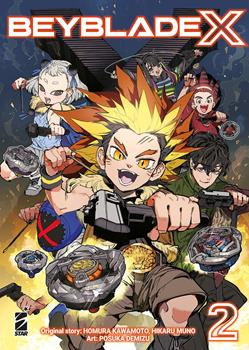 BEYBLADE X
Original story: HOMURA KAWAMOTO, HIKARU MUNO
Art: POSUKA DEMIZU
STAR
2